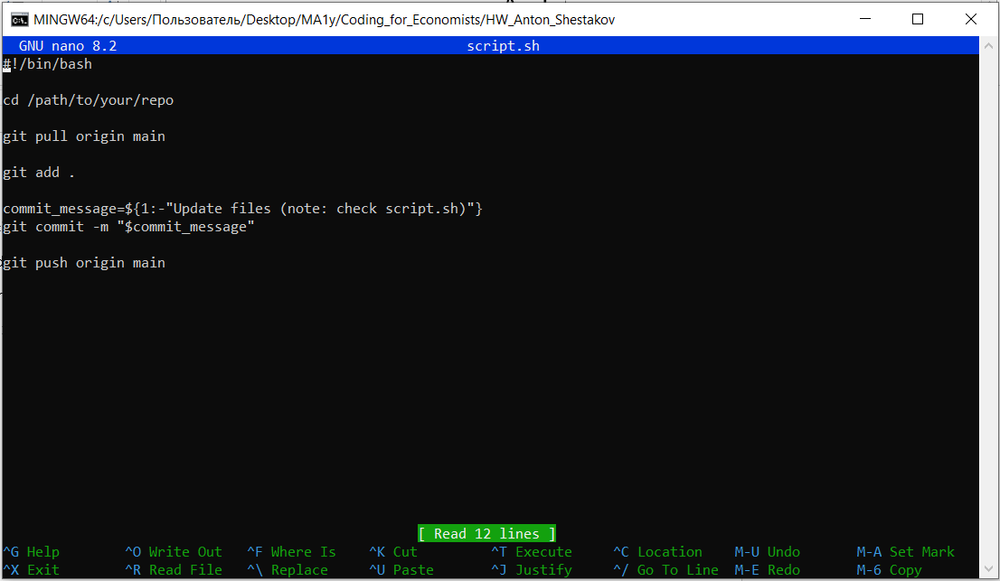 MINGW64:/c/Users/Пользователь/Desktop/MA1y/Coding_for_Economists/HW_Anton_Shestakov
GNU nano 8.2 script.sh
#!/bin/bash
cd /path/to/your/repo
git pull origin main
git add .
commit_message=${1:-"Update files (note: check script.sh)"}
git commit -m "$commit_message"
git push origin main
[ Read 12 lines ]
^G Help ^O Write Out ^F Where Is ^K Cut ^T Execute ^C Location M-U Undo M-A Set Mark
^X Exit ^R Read File ^\ Replace ^U Paste ^J Justify ^/ Go To Line M-E Redo M-6 Copy